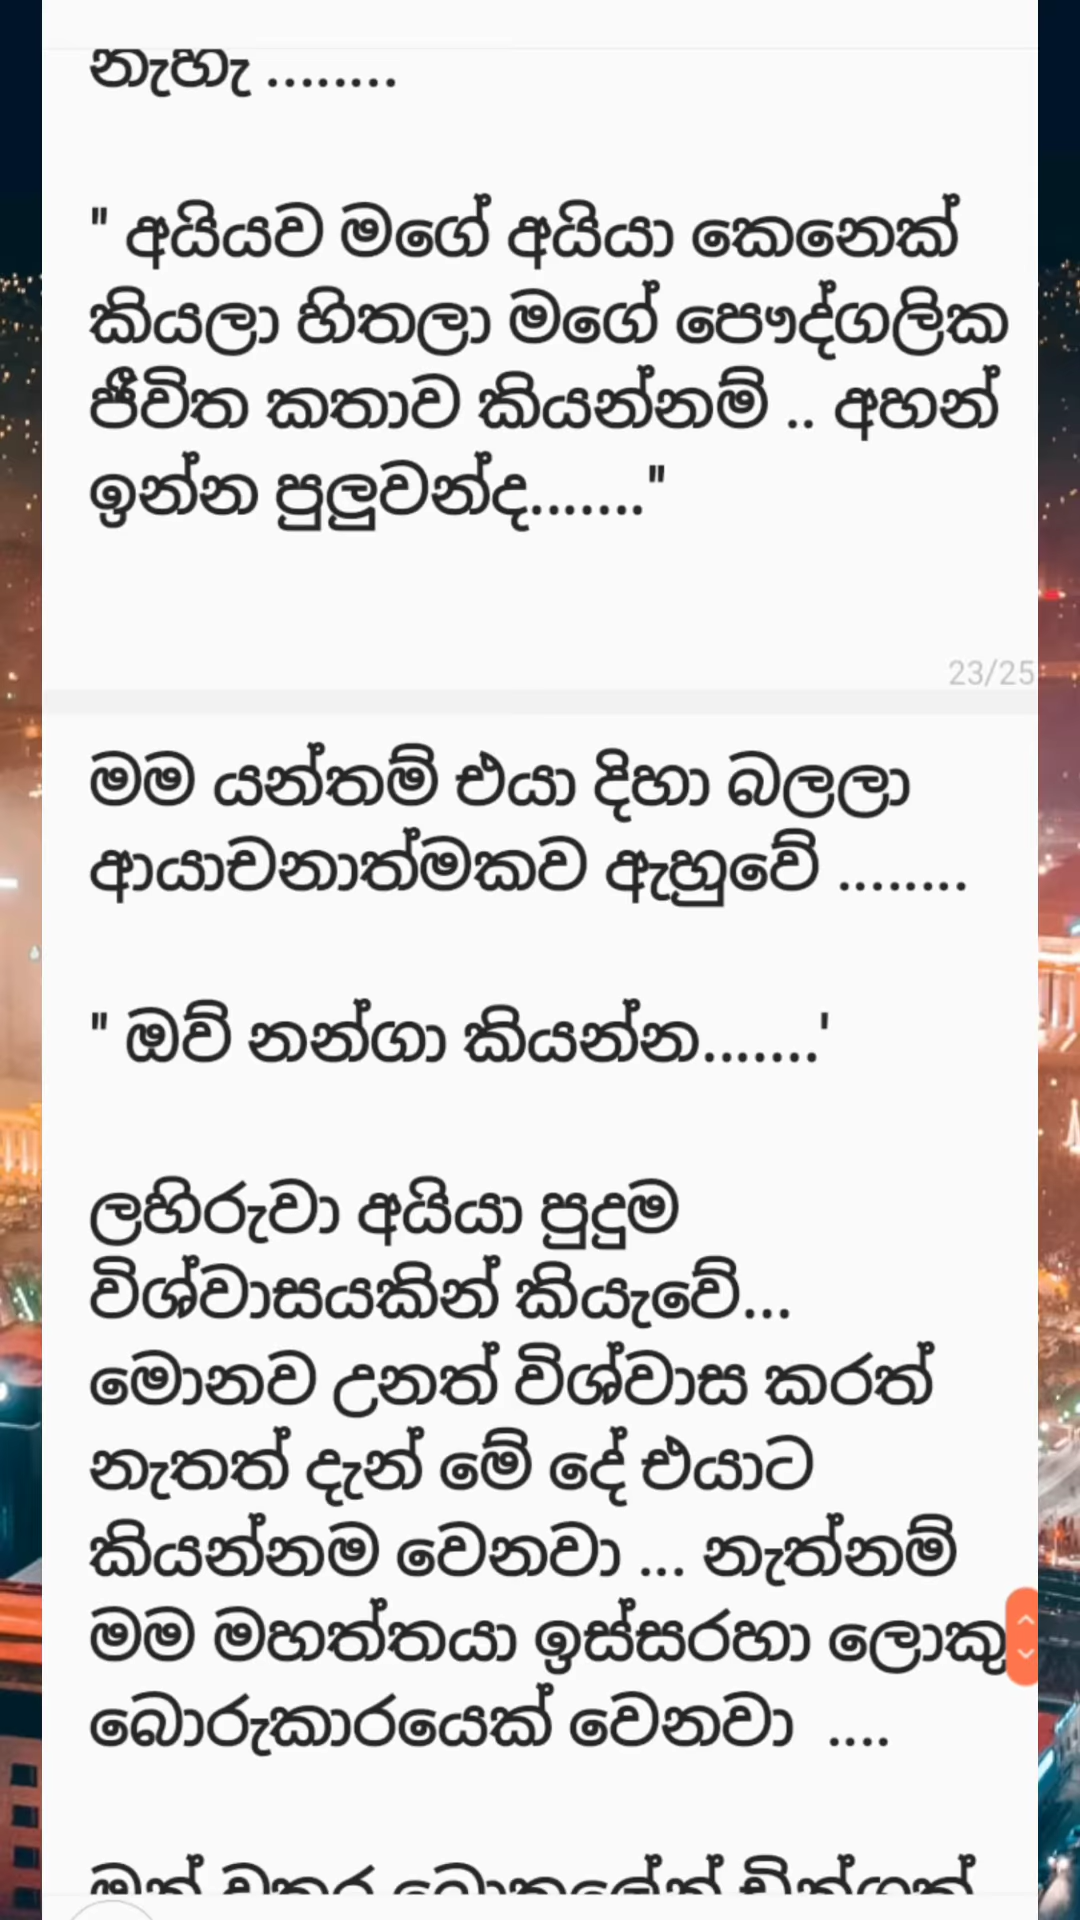 නැහැ ........
" අයියව මගේ අයියා කෙනෙක්
කියලා හිතලා මගේ පෞද්ගලික
ජීවිත කතාව කියන්නම් .. අහන්
ඉන්න පුලුවන්ද......."
23/25
මම යන්තම් එයා දිහා බලලා
ආයාචනාත්මකව ඇහුවේ ........
" ඔව් නන්ගා කියන්න.......'
ලහිරුවා අයියා පුදුම
විශ්වාසයකින් කියැවේ...
මොනව උනත් විශ්වාස කරත්
නැතත් දැන් මේ දේ එයාට
කියන්නම වෙනවා ... නැත්නම්
මම මහත්තයා ඉස්සරහා ලොකු
බොරුකාරයෙක් වෙනවා ....